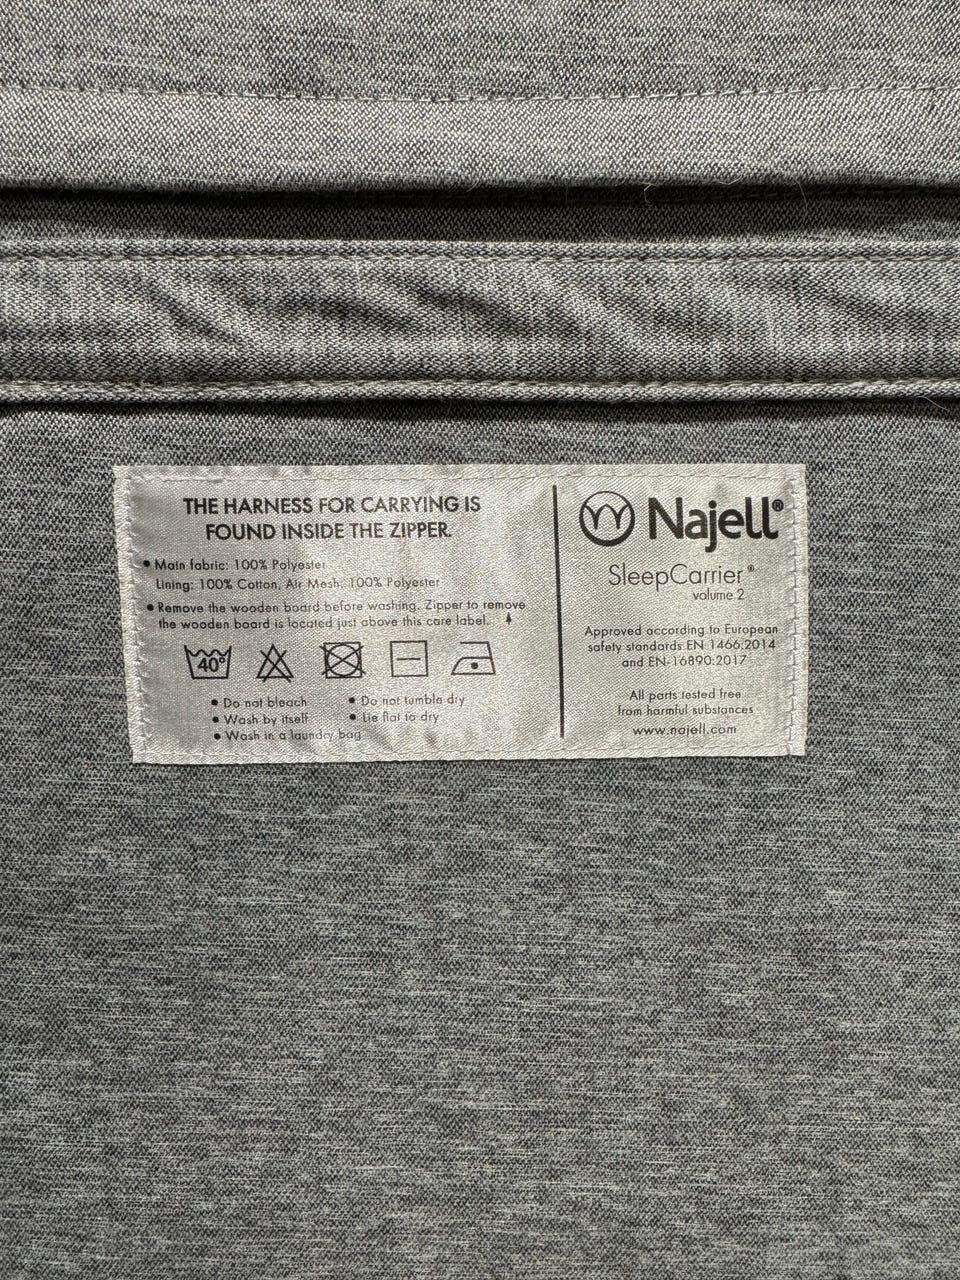 THE HARNESS FOR CARRYING IS
FOUND INSIDE THE ZIPPER.
• Main fabric: 100% Polyester
Lining: 100% Cotton, Air Mesh: 100% Polyester
• Remove the wooden board before washing. Zipper to remove
the wooden board is located just above this care label.
40°
• Do not bleach
• Wash by itself
• Wash in a laundry bag
• Do not tumble dry
• Lie flat to dry
Najell®
SleepCarrier®
volume 2
Approved according to European
safety standards EN 1466:2014
and EN-16890:2017
All parts tested free
from harmful substances
www.najell.com